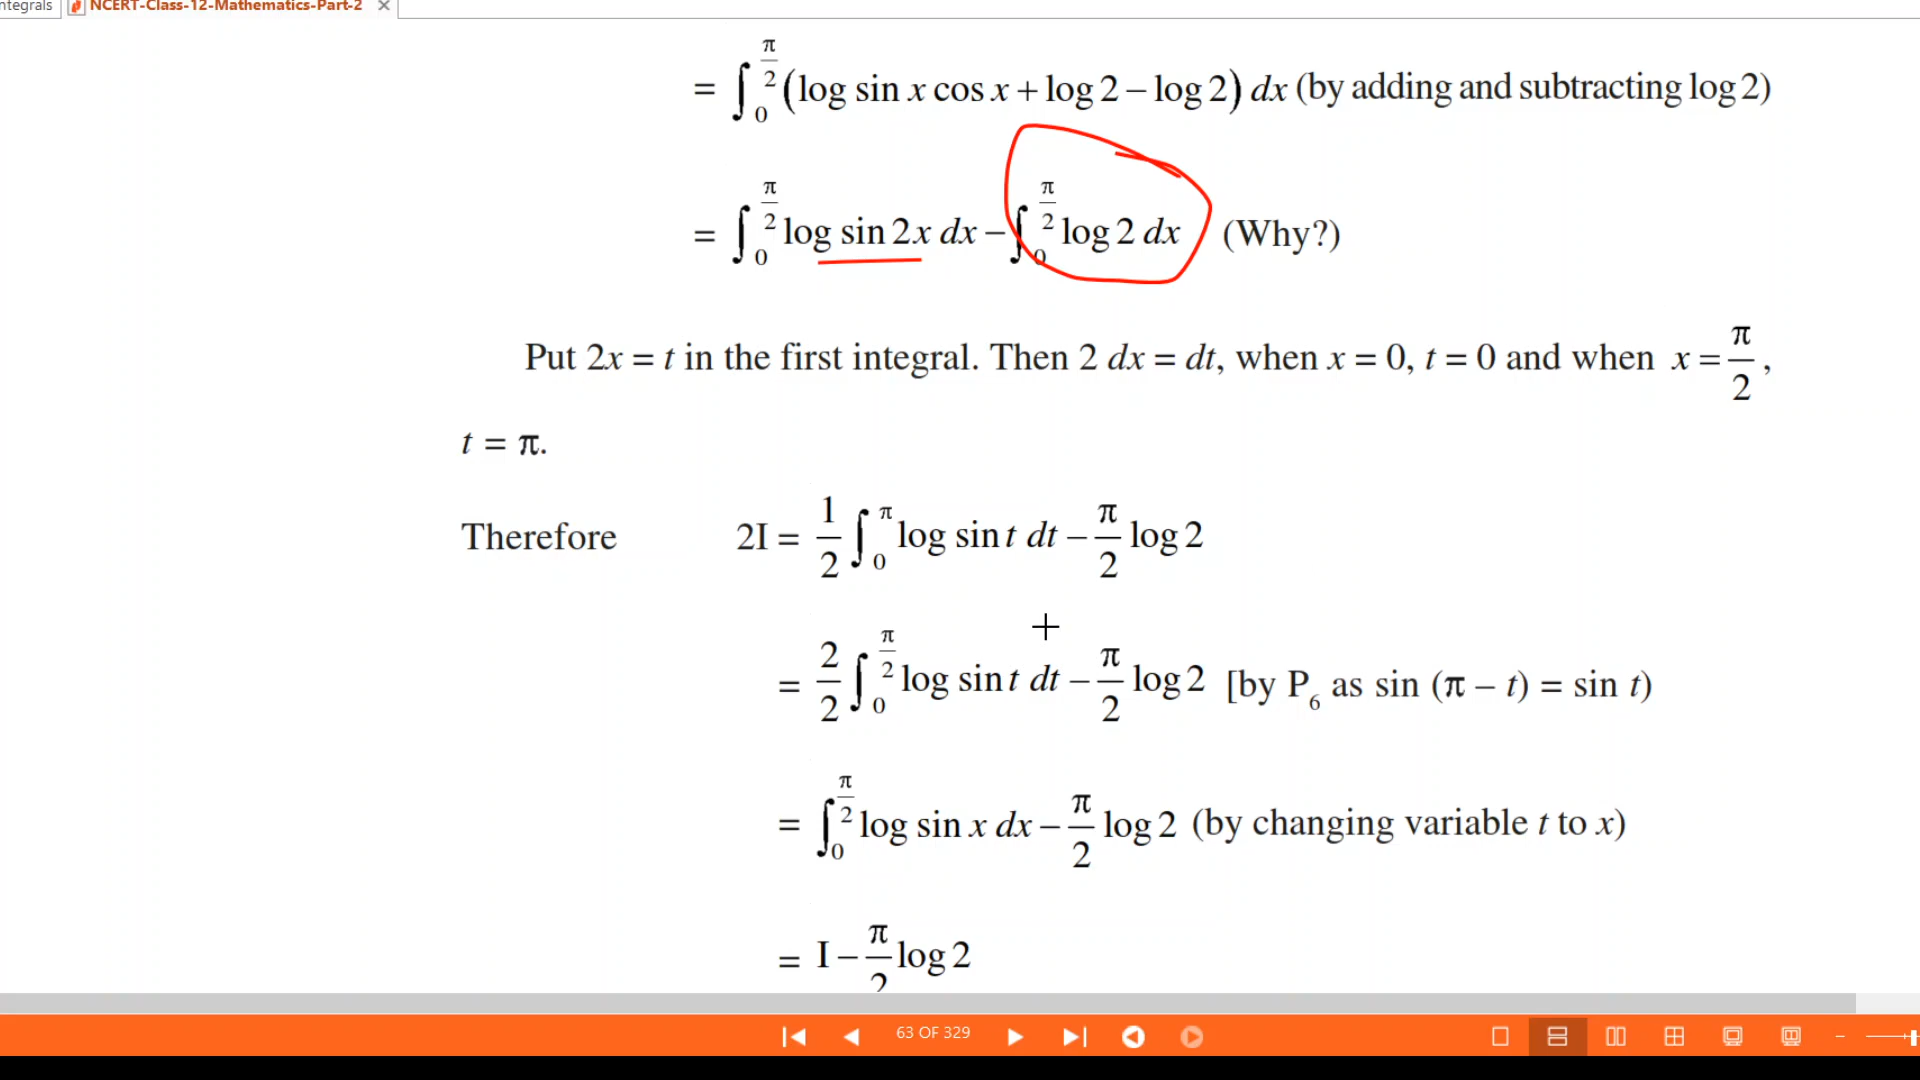 ntegrals NCERT-Class-12-Mathematics-Part-2
= ∫₀^{π/2} (log sin x cos x + log 2 – log 2) dx (by adding and subtracting log 2)
= ∫₀^{π/2} log sin 2x dx – ∫₀^{π/2} log 2 dx (Why?)
Put 2x = t in the first integral. Then 2 dx = dt, when x = 0, t = 0 and when x = π/2,
t = π.
Therefore 2I = 1/2 ∫₀^π log sin t dt – π/2 log 2
= 2/2 ∫₀^{π/2} log sin t dt – π/2 log 2 [by P₆ as sin (π – t) = sin t)
= ∫₀^{π/2} log sin x dx – π/2 log 2 (by changing variable t to x)
= I – π/2 log 2
63 OF 329